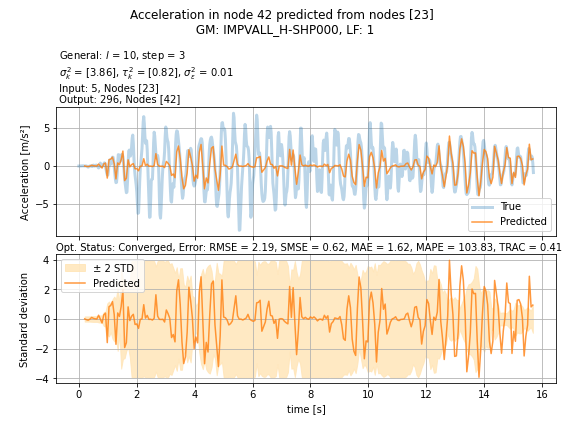 Acceleration in node 42 predicted from nodes [23]
GM: IMPVALL_H-SHP000, LF: 1
General: l = 10, step = 3
σ²ₖ = [3.86], τ²ₖ = [0.82], σ²ε = 0.01
Input: 5, Nodes [23]
Output: 296, Nodes [42]
Acceleration [m/s²]
5
0
−5
True
Predicted
Opt. Status: Converged, Error: RMSE = 2.19, SMSE = 0.62, MAE = 1.62, MAPE = 103.83, TRAC = 0.41
Standard deviation
4
2
0
−2
−4
± 2 STD
Predicted
0 2 4 6 8 10 12 14 16
time [s]